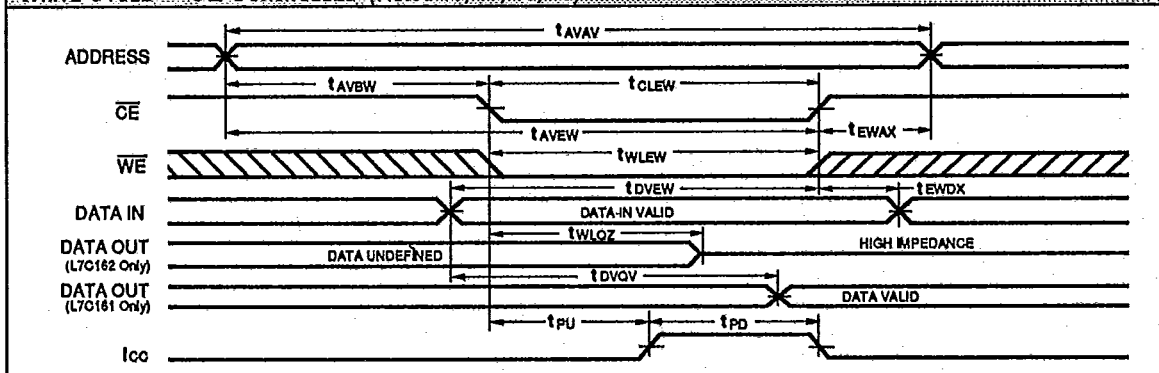 tAVAV
ADDRESS
tAVBW
tCLEW
CE
tAVEW
tEWAX
tWLEW
WE
tDVEW
tEWDX
DATA IN
DATA-IN VALID
tWLQZ
DATA OUT
(L7C162 Only)
DATA UNDEFINED
HIGH IMPEDANCE
tDVQV
DATA OUT
(L7C161 Only)
DATA VALID
tPU
tPD
ICC